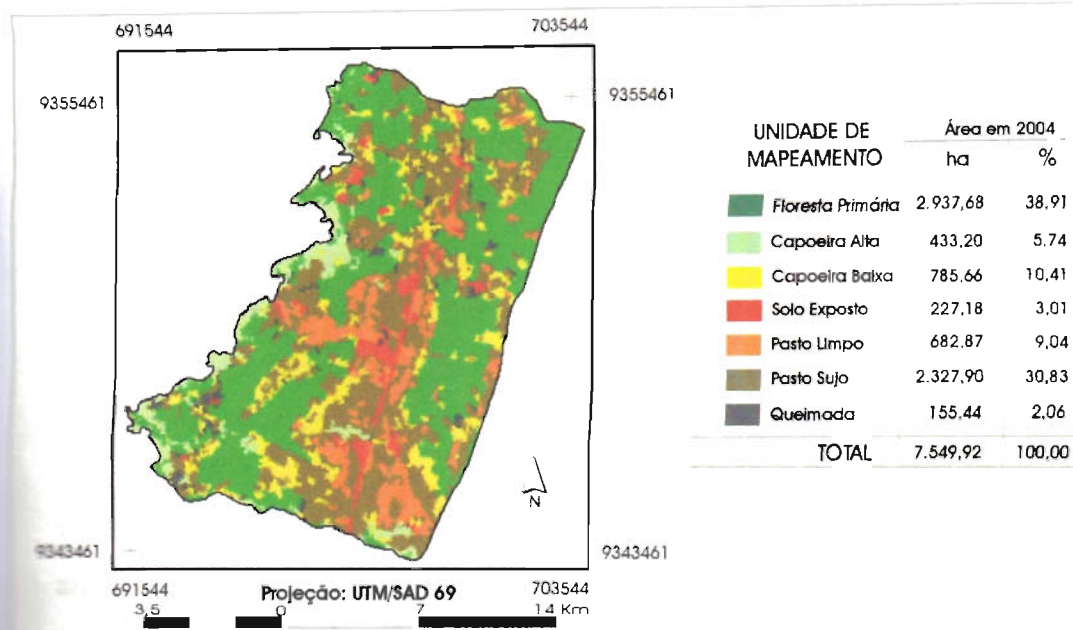 691544 703544
9355461 9355461
9343461 9343461
N
691544 Projeção: UTM/SAD 69 703544
3,5 0 7 14 Km
UNIDADE DE MAPEAMENTO Área em 2004
ha %
Floresta Primária 2.937,68 38,91
Capoeira Alta 433,20 5,74
Capoeira Baixa 785,66 10,41
Solo Exposto 227,18 3,01
Pasto Limpo 682,87 9,04
Pasto Sujo 2.327,90 30,83
Queimada 155,44 2,06
TOTAL 7.549,92 100,00